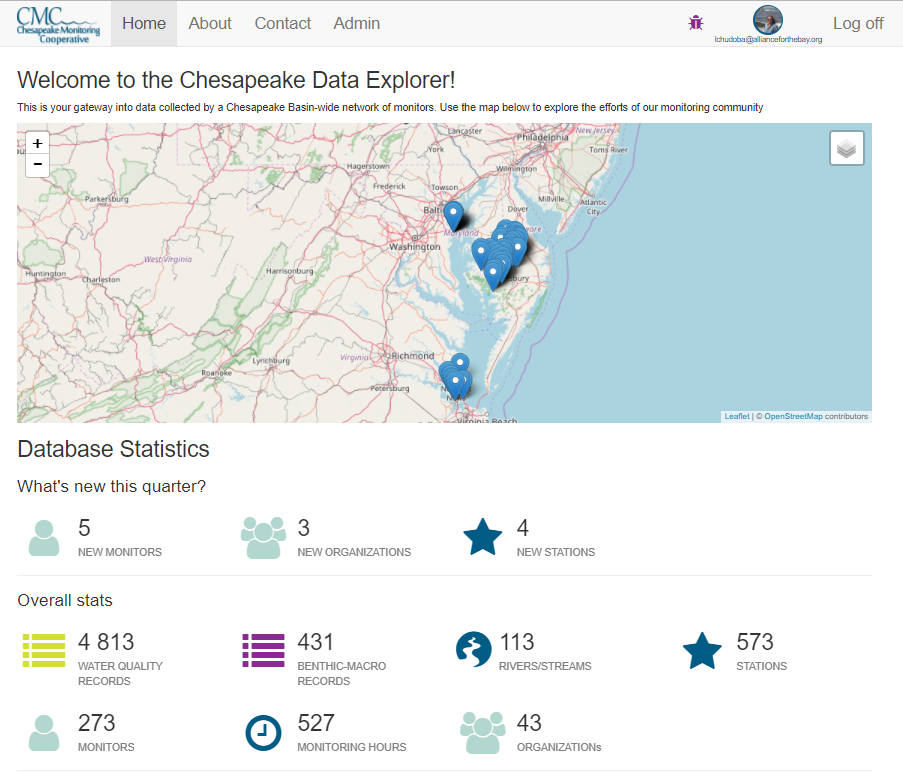 CMC
Chesapeake Monitoring
Cooperative
Home
About
Contact
Admin
lchudoba@allianceforthebay.org
Log off
Welcome to the Chesapeake Data Explorer!
This is your gateway into data collected by a Chesapeake Basin-wide network of monitors. Use the map below to explore the efforts of our monitoring community
+
−
Lancaster
New Jersey
Philadelphia
York
Toms River
Hagerstown
Wilmington
Frederick
Towson
Parkersburg
Millville
Atlantic
City
Dover
Balti
Maryland
Washington
West Virginia
Huntington
Charleston
Harrisonburg
sbury
Lynchburg
Virginia
Richmond
Roanoke
Petersburg
Virginia Beach
Leaflet | © OpenStreetMap contributors
Database Statistics
What's new this quarter?
5
NEW MONITORS
3
NEW ORGANIZATIONS
4
NEW STATIONS
Overall stats
4 813
WATER QUALITY
RECORDS
431
BENTHIC-MACRO
RECORDS
113
RIVERS/STREAMS
573
STATIONS
273
MONITORS
527
MONITORING HOURS
43
ORGANIZATIONs